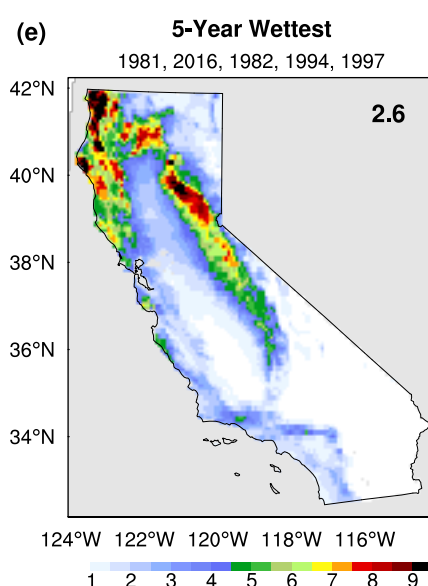 (e)
5-Year Wettest
1981, 2016, 1982, 1994, 1997
2.6
42°N
40°N
38°N
36°N
34°N
124°W 122°W 120°W 118°W 116°W
1 2 3 4 5 6 7 8 9